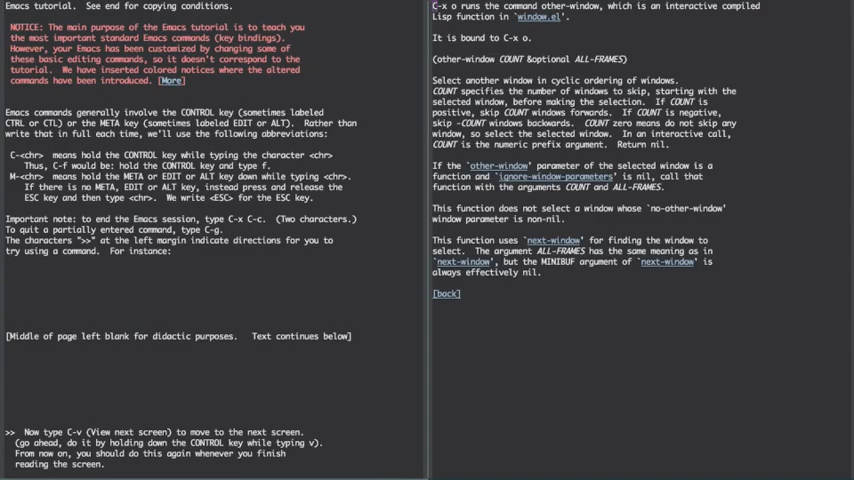 Emacs tutorial.  See end for copying conditions.
NOTICE: The main purpose of the Emacs tutorial is to teach you
the most important standard Emacs commands (key bindings).
However, your Emacs has been customized by changing some of
these basic editing commands, so it doesn't correspond to the
tutorial.  We have inserted colored notices where the altered
commands have been introduced. [More]
Emacs commands generally involve the CONTROL key (sometimes labeled
CTRL or CTL) or the META key (sometimes labeled EDIT or ALT).  Rather than
write that in full each time, we'll use the following abbreviations:
C-<chr>  means hold the CONTROL key while typing the character <chr>
Thus, C-f would be: hold the CONTROL key and type f.
M-<chr>  means hold the META or EDIT or ALT key down while typing <chr>.
If there is no META, EDIT or ALT key, instead press and release the
ESC key and then type <chr>.  We write <ESC> for the ESC key.
Important note: to end the Emacs session, type C-x C-c.  (Two characters.)
To quit a partially entered command, type C-g.
The characters ">>" at the left margin indicate directions for you to
try using a command.  For instance:
[Middle of page left blank for didactic purposes.   Text continues below]
>>  Now type C-v (View next screen) to move to the next screen.
(go ahead, do it by holding down the CONTROL key while typing v).
From now on, you should do this again whenever you finish
reading the screen.
C-x o runs the command other-window, which is an interactive compiled
Lisp function in `window.el'.
It is bound to C-x o.
(other-window COUNT &optional ALL-FRAMES)
Select another window in cyclic ordering of windows.
COUNT specifies the number of windows to skip, starting with the
selected window, before making the selection.  If COUNT is
positive, skip COUNT windows forwards.  If COUNT is negative,
skip -COUNT windows backwards.  COUNT zero means do not skip any
window, so select the selected window.  In an interactive call,
COUNT is the numeric prefix argument.  Return nil.
If the `other-window' parameter of the selected window is a
function and `ignore-window-parameters' is nil, call that
function with the arguments COUNT and ALL-FRAMES.
This function does not select a window whose `no-other-window'
window parameter is non-nil.
This function uses `next-window' for finding the window to
select.  The argument ALL-FRAMES has the same meaning as in
`next-window', but the MINIBUF argument of `next-window' is
always effectively nil.
[back]